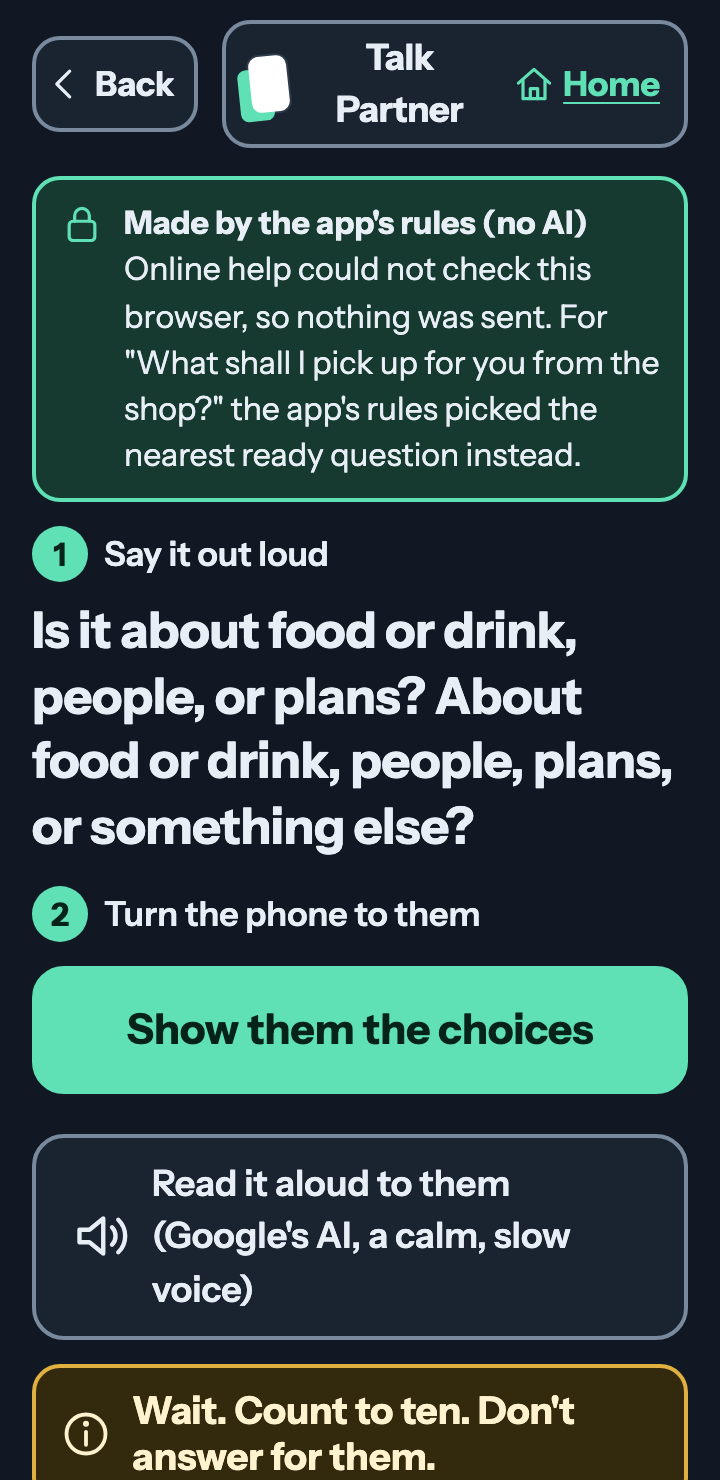 Back
Talk
Partner
Home
Made by the app's rules (no AI)
Online help could not check this
browser, so nothing was sent. For
"What shall I pick up for you from the
shop?" the app's rules picked the
nearest ready question instead.
1 Say it out loud
Is it about food or drink,
people, or plans? About
food or drink, people, plans,
or something else?
2 Turn the phone to them
Show them the choices
Read it aloud to them
(Google's AI, a calm, slow
voice)
Wait. Count to ten. Don't
answer for them.